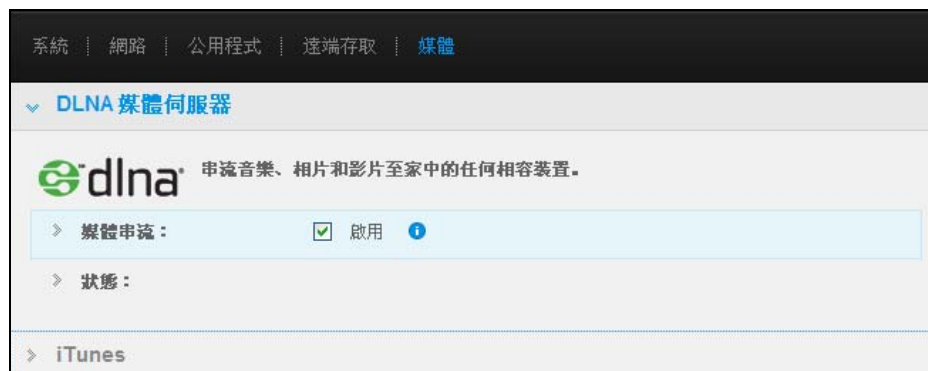 系統 | 網路 | 公用程式 | 遠端存取 | 媒體
DLNA 媒體伺服器
dlna 串流音樂、相片和影片至家中的任何相容裝置。
媒體串流： 啟用
狀態：
iTunes